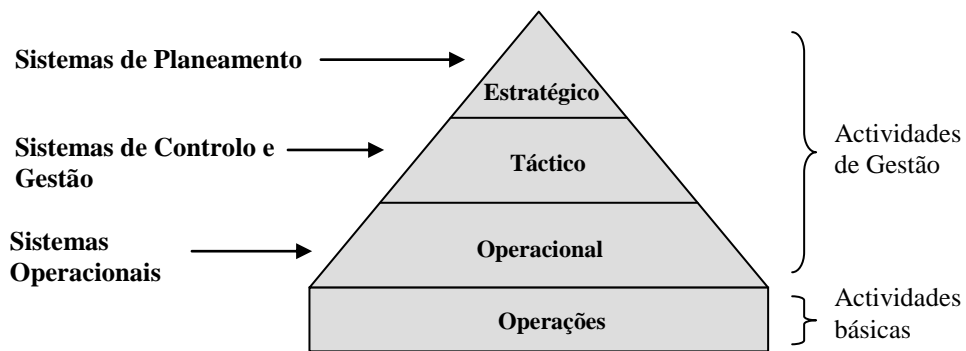 Sistemas de Planeamento
Estratégico
Sistemas de Controlo e
Gestão
Táctico
Actividades
de Gestão
Sistemas
Operacionais
Operacional
Operações
Actividades
básicas